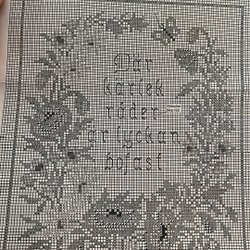 Där
kärlek
råder
är lyckan
bofast